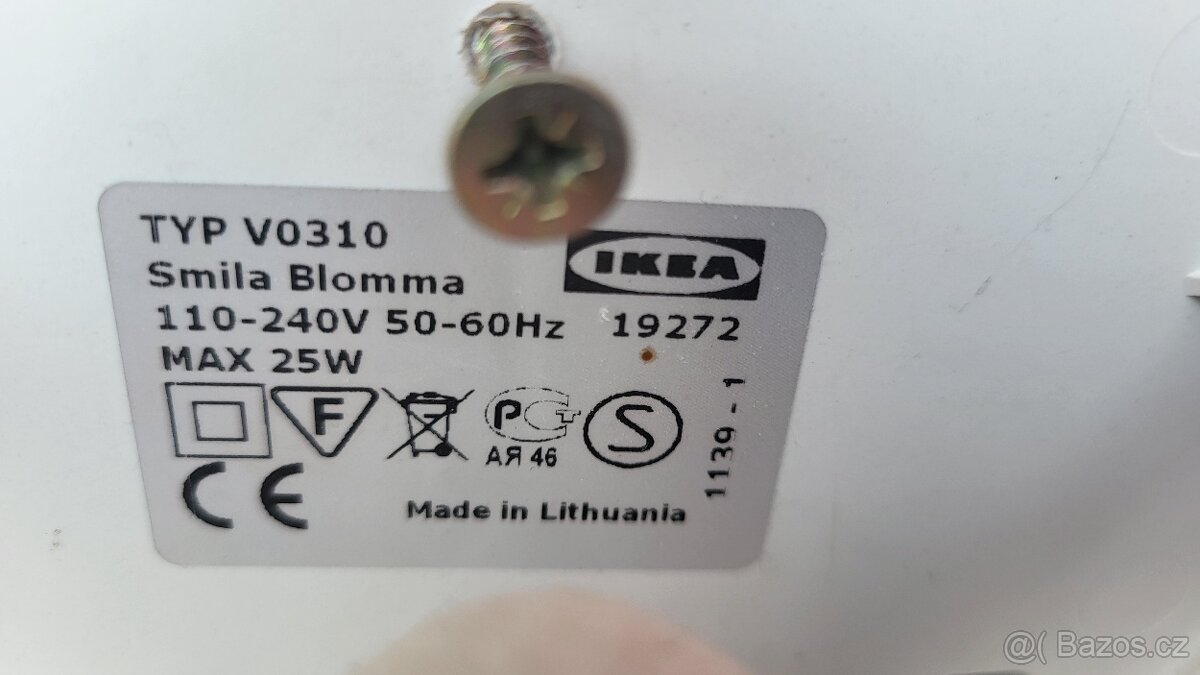 TYP V0310
IKEA
Smila Blomma
110-240V 50-60Hz 19272
MAX 25W
F
PCT
S
АЯ 46
1139 - 1
CE
Made in Lithuania
@( Bazos.cz